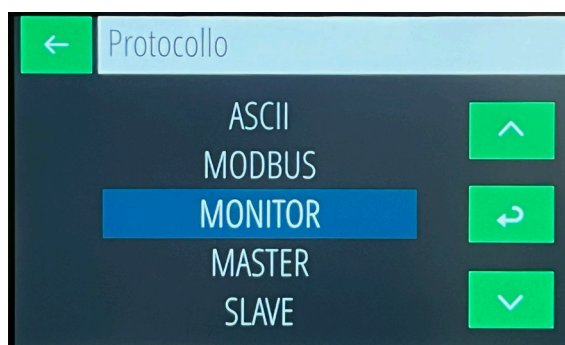 Protocollo
ASCII
MODBUS
MONITOR
MASTER
SLAVE